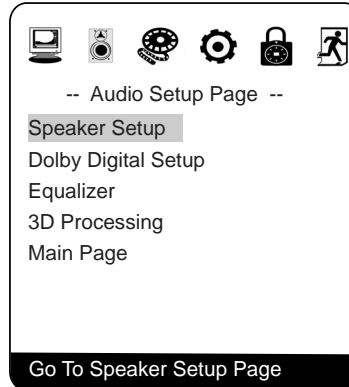 -- Audio Setup Page --
Speaker Setup
Dolby Digital Setup
Equalizer
3D Processing
Main Page
Go To Speaker Setup Page